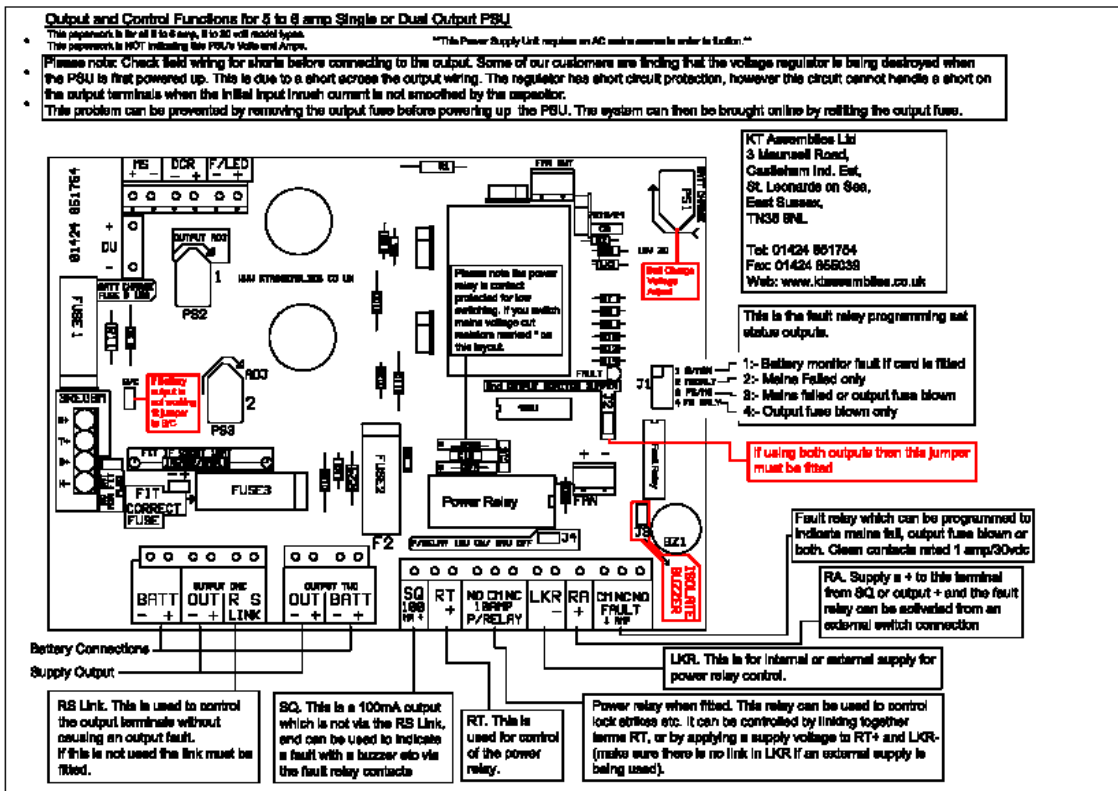 Output and Control Functions for 5 to 6 amp Single or Dual Output PSU
This paperwork is for all 5 to 6 amp, 5 to 30 volt model types.
This paperwork is NOT indicating this PSU's Volts and Amps.
**This Power Supply Unit requires an AC mains source in order to fuction.**
Please note: Check field wiring for shorts before connecting to the output. Some of our customers are finding that the voltage regulator is being destroyed when
the PSU is first powered up. This is due to a short across the output wiring. The regulator has short circuit protection, however this circuit cannot handle a short on
the output terminals when the initial input inrush current is not smoothed by the capacitor.
This problem can be prevented by removing the output fuse before powering up the PSU. The system can then be brought online by refitting the output fuse.
KT Assemblies Ltd
3 Maunsell Road,
Castleham Ind. Est,
St. Leonards on Sea,
East Sussex,
TN38 9NL
Tel: 01424 851754
Fax: 01424 855039
Web: www.ktassemblies.co.uk
01424 851754
MS DCR F/LED
+ - - + - +
+
DU
-
OUTPUT ADJ
1
PS2
FAN OUT
BATT CHARGE
PS1
Batt Charge
Voltage
Adjust
BATT CHARGE
FUSE 1
Please note the power
relay is contact
protected for low
switching. If you switch
mains voltage cut
resistors marked * on
this layout.
This is the fault relay programming set
status outputs.
1:- Battery monitor fault if card is fitted
2:- Mains Failed only
3:- Mains failed or output fuse blown
4:- Output fuse blown only
FAULT
J1
J2
B/C
If Battery
output is
not working
fit jumper
to B/C
ADJ
2
PS3
If using both outputs then this jumper
must be fitted
FIT
CORRECT
FUSE
FUSE3
FUSE2
F2
Power Relay
+ -
FAN
Fault Relay
J4
BZ1
ISOLATE
BUZZER
Fault relay which can be programmed to
indicate mains fail, output fuse blown or
both. Clean contacts rated 1 amp/30vdc
RA. Supply a + to this terminal
from SQ or output + and the fault
relay can be activated from an
external switch connection
OUTPUT ONE
BATT OUT R S
- + - + LINK
OUTPUT TWO
OUT BATT
- + - +
SQ
100
MA +
RT
+
NO CM NC
10AMP
P/RELAY
LKR
-
RA
+
CM NC NO
FAULT
1 AMP
Battery Connections
Supply Output
LKR. This is for internal or external supply for
power relay control.
RS Link. This is used to control
the output terminals without
causing an output fault.
If this is not used the link must be
fitted.
SQ. This is a 100mA output
which is not via the RS Link,
and can be used to indicate
a fault with a buzzer etc via
the fault relay contacts
RT. This is
used for control
of the power
relay.
Power relay when fitted. This relay can be used to control
lock strikes etc. It can be controlled by linking together
terms RT, or by applying a supply voltage to RT+ and LKR-
(make sure there is no link in LKR if an external supply is
being used).